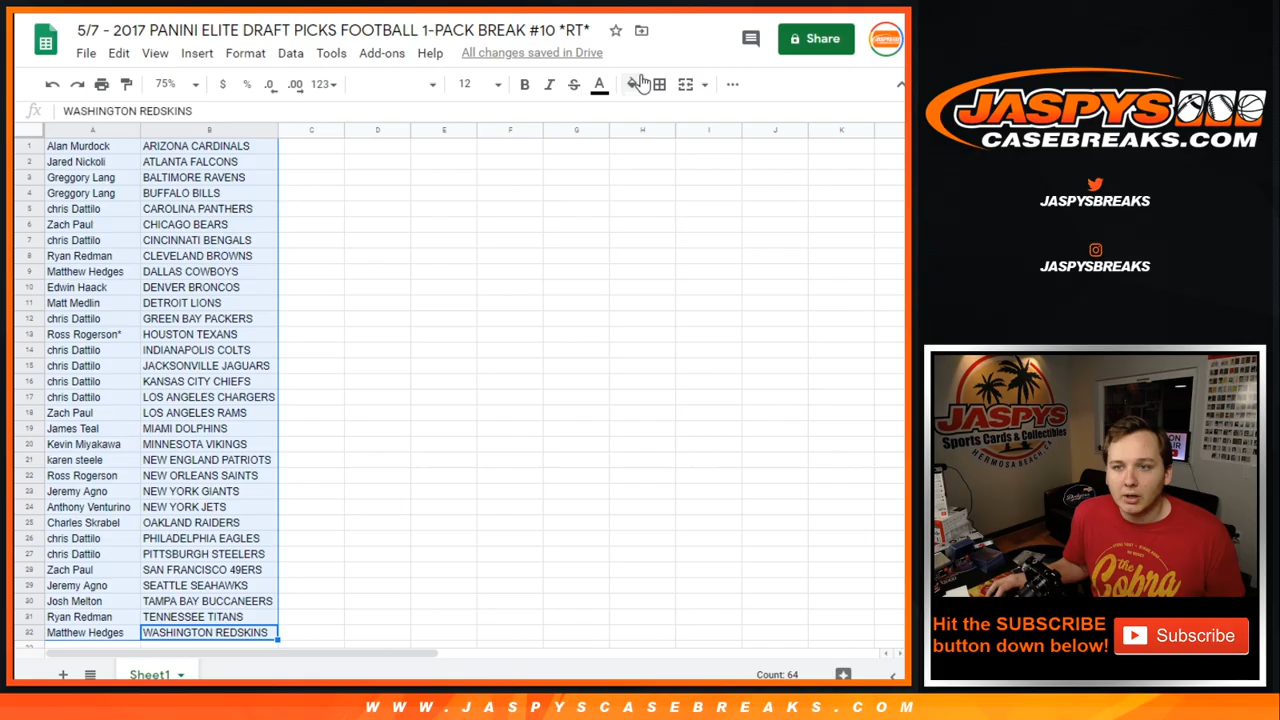 5/7 - 2017 PANINI ELITE DRAFT PICKS FOOTBALL 1-PACK BREAK #10 *RT*
File Edit View Insert Format Data Tools Add-ons Help All changes saved in Drive
Share
75% $ % .0 .00 123 12 B I S A
fx WASHINGTON REDSKINS
A B C D E F G H I J K
1 Alan Murdock ARIZONA CARDINALS
2 Jared Nickoli ATLANTA FALCONS
3 Greggory Lang BALTIMORE RAVENS
4 Greggory Lang BUFFALO BILLS
5 chris Dattilo CAROLINA PANTHERS
6 Zach Paul CHICAGO BEARS
7 chris Dattilo CINCINNATI BENGALS
8 Ryan Redman CLEVELAND BROWNS
9 Matthew Hedges DALLAS COWBOYS
10 Edwin Haack DENVER BRONCOS
11 Matt Medlin DETROIT LIONS
12 chris Dattilo GREEN BAY PACKERS
13 Ross Rogerson* HOUSTON TEXANS
14 chris Dattilo INDIANAPOLIS COLTS
15 chris Dattilo JACKSONVILLE JAGUARS
16 chris Dattilo KANSAS CITY CHIEFS
17 chris Dattilo LOS ANGELES CHARGERS
18 Zach Paul LOS ANGELES RAMS
19 James Teal MIAMI DOLPHINS
20 Kevin Miyakawa MINNESOTA VIKINGS
21 karen steele NEW ENGLAND PATRIOTS
22 Ross Rogerson NEW ORLEANS SAINTS
23 Jeremy Agno NEW YORK GIANTS
24 Anthony Venturino NEW YORK JETS
25 Charles Skrabel OAKLAND RAIDERS
26 chris Dattilo PHILADELPHIA EAGLES
27 chris Dattilo PITTSBURGH STEELERS
28 Zach Paul SAN FRANCISCO 49ERS
29 Jeremy Agno SEATTLE SEAHAWKS
30 Josh Melton TAMPA BAY BUCCANEERS
31 Ryan Redman TENNESSEE TITANS
32 Matthew Hedges WASHINGTON REDSKINS
Sheet1
Count: 64
JASPYS
CASEBREAKS.COM
JASPYSBREAKS
JASPYSBREAKS
JASPYS
Sports Cards & Collectibles
HERMOSA BEACH, CA
Dodgers
the
Cobra
Hit the SUBSCRIBE
button down below!
Subscribe
WWW.JASPYSCASEBREAKS.COM